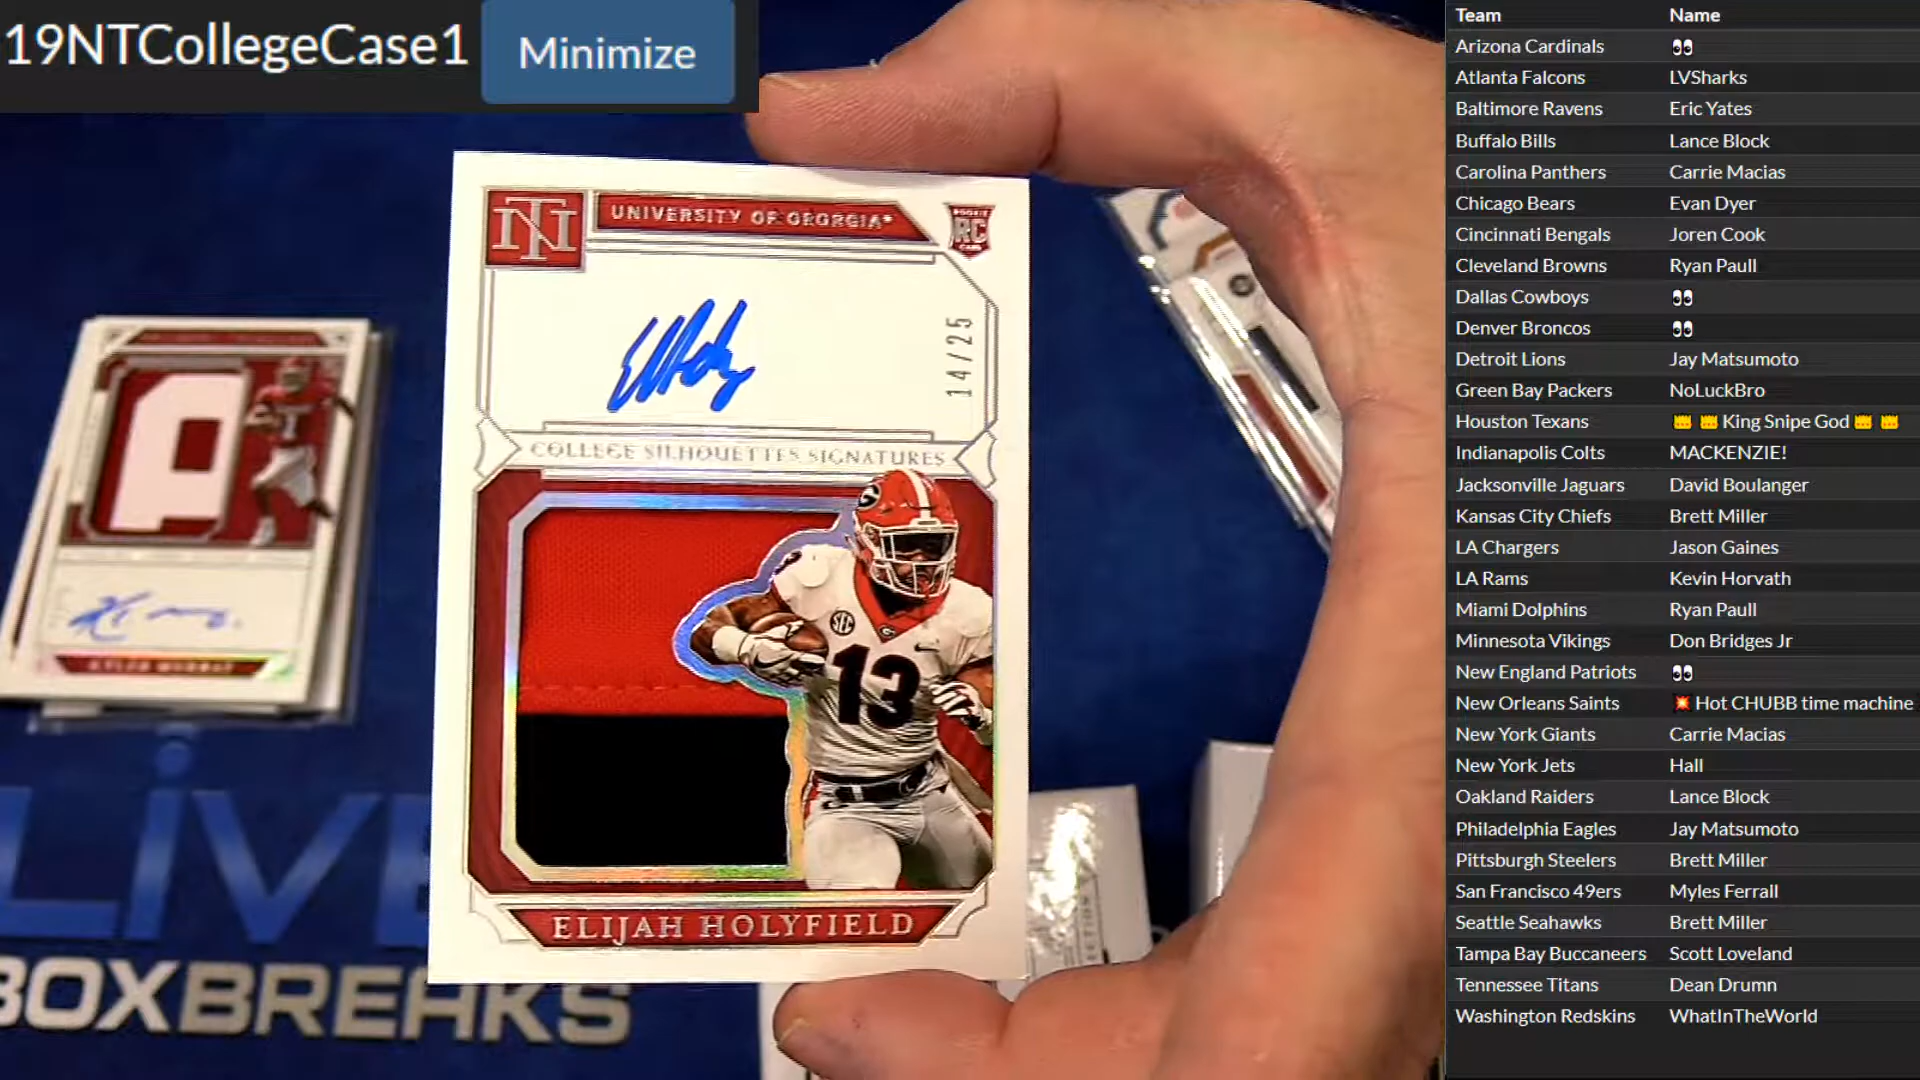 19NTCollegeCase1
Minimize
NT
UNIVERSITY OF GEORGIA*
ROOKIE
RC
CARD
14/25
COLLEGE SILHOUETTES SIGNATURES
G
SEC
G
13
ELIJAH HOLYFIELD
KYLER MURRAY
1
LIVE
BOXBREAKS
Team Name
Arizona Cardinals 👀
Atlanta Falcons LVSharks
Baltimore Ravens Eric Yates
Buffalo Bills Lance Block
Carolina Panthers Carrie Macias
Chicago Bears Evan Dyer
Cincinnati Bengals Joren Cook
Cleveland Browns Ryan Paull
Dallas Cowboys 👀
Denver Broncos 👀
Detroit Lions Jay Matsumoto
Green Bay Packers NoLuckBro
Houston Texans 👑 👑 King Snipe God 👑 👑
Indianapolis Colts MACKENZIE!
Jacksonville Jaguars David Boulanger
Kansas City Chiefs Brett Miller
LA Chargers Jason Gaines
LA Rams Kevin Horvath
Miami Dolphins Ryan Paull
Minnesota Vikings Don Bridges Jr
New England Patriots 👀
New Orleans Saints 💥 Hot CHUBB time machine
New York Giants Carrie Macias
New York Jets Hall
Oakland Raiders Lance Block
Philadelphia Eagles Jay Matsumoto
Pittsburgh Steelers Brett Miller
San Francisco 49ers Myles Ferrall
Seattle Seahawks Brett Miller
Tampa Bay Buccaneers Scott Loveland
Tennessee Titans Dean Drumn
Washington Redskins WhatInTheWorld